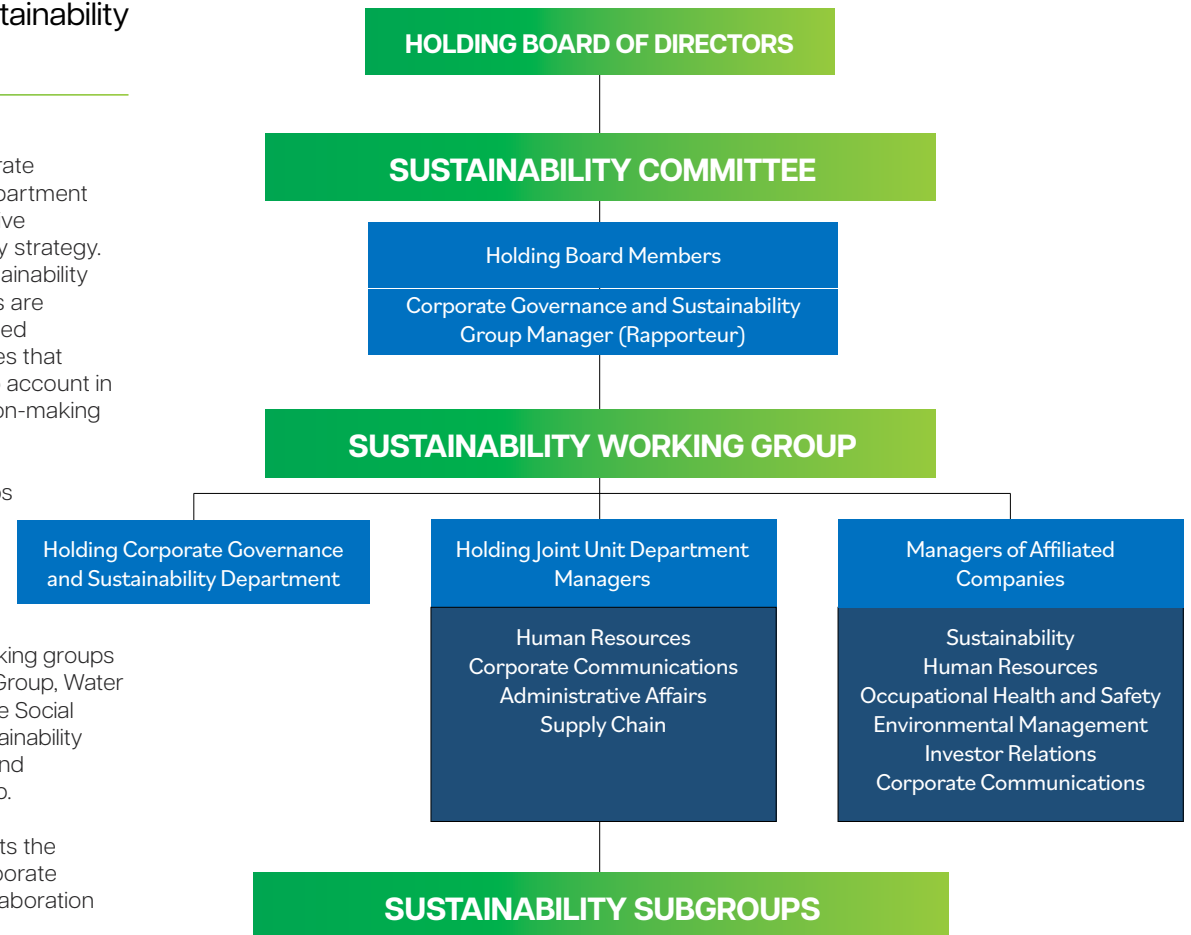 tainability
rate
partment
ive
y strategy.
ainability
s are
ed
es that
account in
on-making
os
king groups
Group, Water
e Social
tainability
nd
o.
ts the
porate
aboration
HOLDING BOARD OF DIRECTORS
SUSTAINABILITY COMMITTEE
Holding Board Members
Corporate Governance and Sustainability
Group Manager (Rapporteur)
SUSTAINABILITY WORKING GROUP
Holding Corporate Governance
and Sustainability Department
Holding Joint Unit Department
Managers
Human Resources
Corporate Communications
Administrative Affairs
Supply Chain
Managers of Affiliated
Companies
Sustainability
Human Resources
Occupational Health and Safety
Environmental Management
Investor Relations
Corporate Communications
SUSTAINABILITY SUBGROUPS